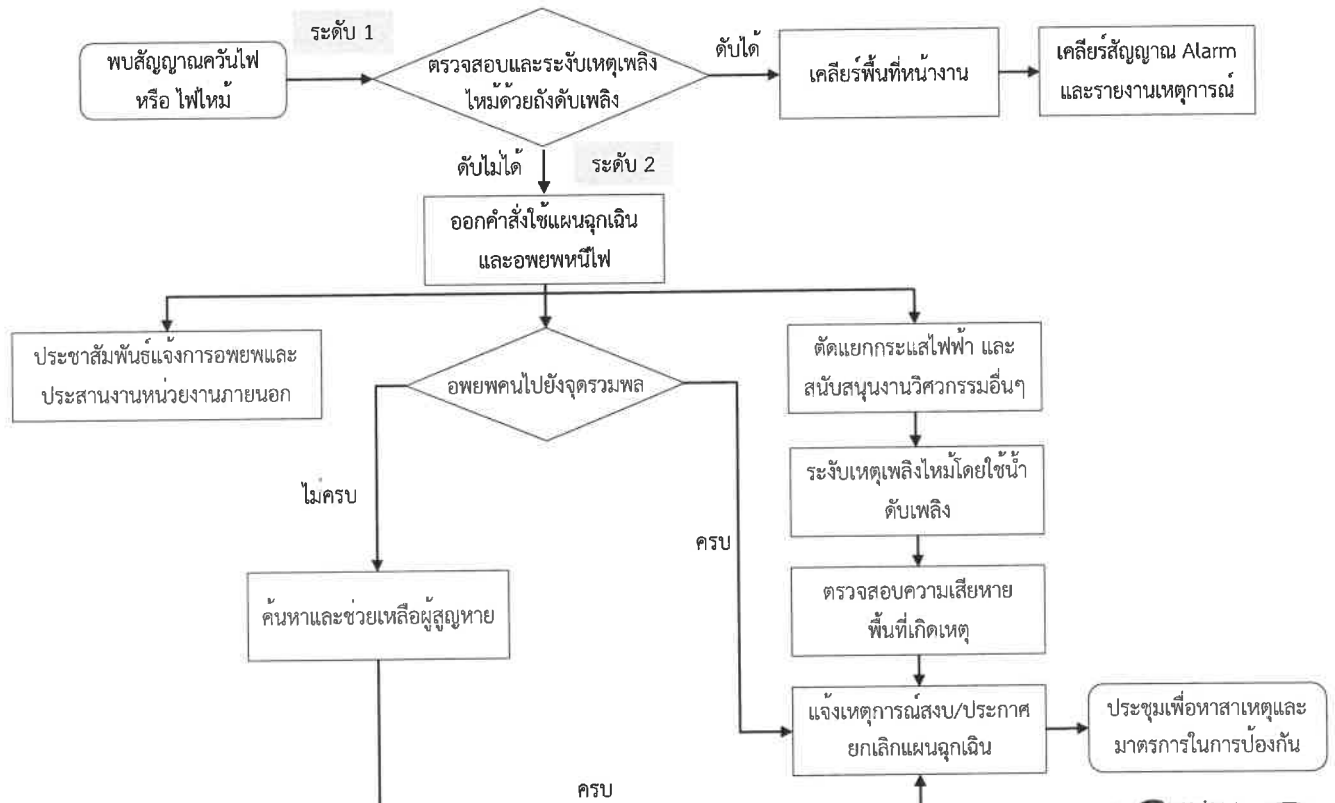 ระดับ 1
พบสัญญาณควันไฟ
หรือ ไฟไหม้
ตรวจสอบและระงับเหตุเพลิง
ไหม้ด้วยถังดับเพลิง
ดับได้
เคลียร์พื้นที่หน้างาน
เคลียร์สัญญาณ Alarm
และรายงานเหตุการณ์
ดับไม่ได้
ระดับ 2
ออกคำสั่งใช้แผนฉุกเฉิน
และอพยพหนีไฟ
ประชาสัมพันธ์แจ้งการอพยพและ
ประสานงานหน่วยงานภายนอก
อพยพคนไปยังจุดรวมพล
ตัดแยกกระแสไฟฟ้า และ
สนับสนุนงานวิศวกรรมอื่นๆ
ระงับเหตุเพลิงไหม้โดยใช้น้ำ
ดับเพลิง
ไม่ครบ
ครบ
ตรวจสอบความเสียหาย
พื้นที่เกิดเหตุ
ค้นหาและช่วยเหลือผู้สูญหาย
แจ้งเหตุการณ์สงบ/ประกาศ
ยกเลิกแผนฉุกเฉิน
ประชุมเพื่อหาสาเหตุและ
มาตรการในการป้องกัน
ครบ